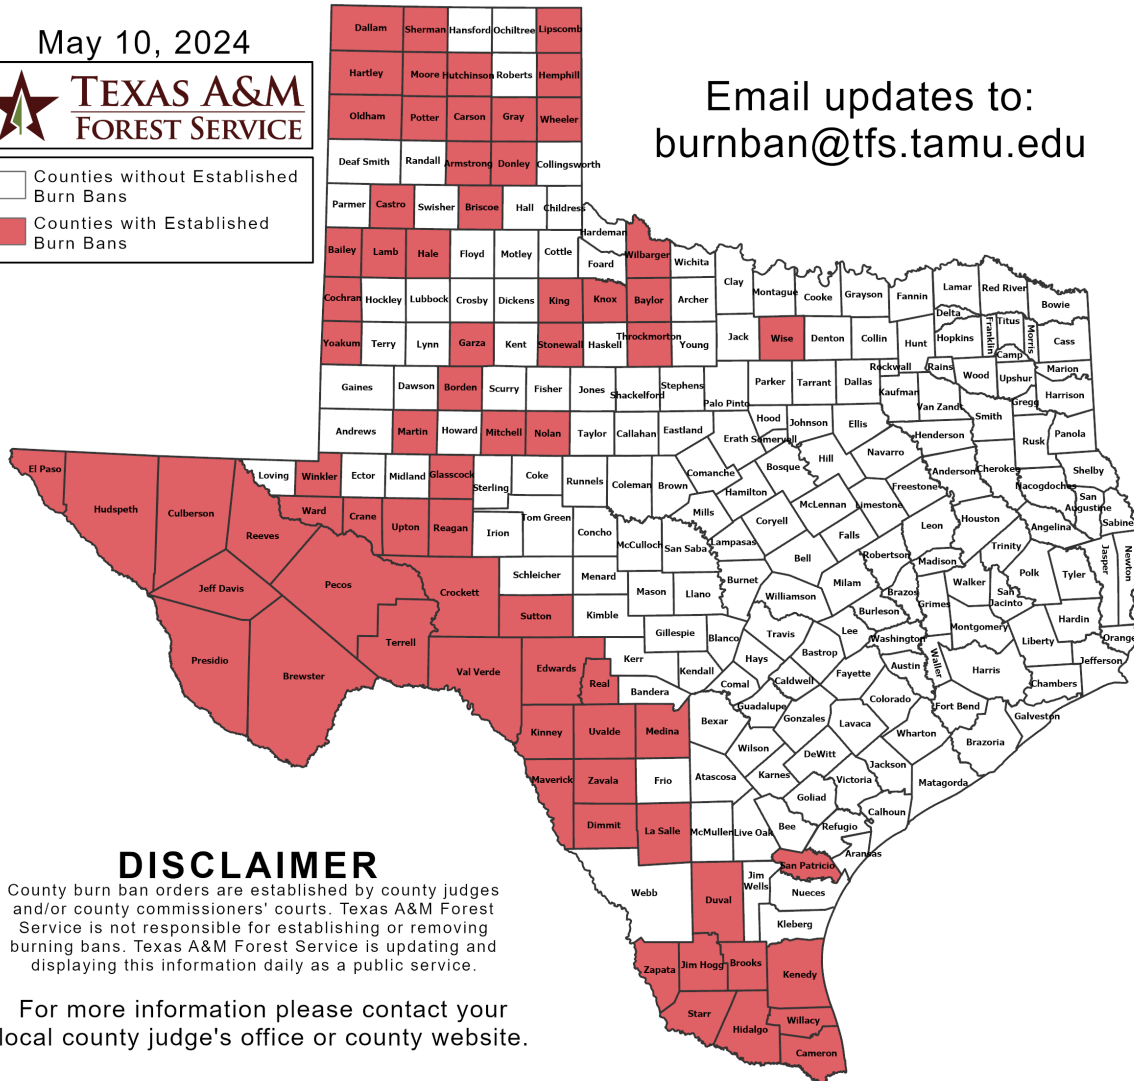 May 10, 2024
TEXAS A&M
FOREST SERVICE
Counties without Established
Burn Bans
Counties with Established
Burn Bans
Email updates to:
burnban@tfs.tamu.edu
Dallam Sherman Hansford Ochiltree Lipscomb
Hartley Moore Hutchinson Roberts Hemphill
Oldham Potter Carson Gray Wheeler
Deaf Smith Randall Armstrong Donley Collingsworth
Parmer Castro Swisher Briscoe Hall Childress
Hardeman
Bailey Lamb Hale Floyd Motley Cottle Foard Wilbarger Wichita
Clay Montague Cooke Grayson Fannin Lamar Red River Bowie
Cochran Hockley Lubbock Crosby Dickens King Knox Baylor Archer
Delta Franklin Titus Morris Cass
Yoakum Terry Lynn Garza Kent Stonewall Haskell Throckmorton Young Jack Wise Denton Collin Hunt Hopkins
Camp
Rockwall Rains Wood Upshur Marion
Gaines Dawson Borden Scurry Fisher Jones Shackelford Stephens Palo Pinto Parker Tarrant Dallas Kaufman Van Zandt Gregg Harrison
Smith
Andrews Martin Howard Mitchell Nolan Taylor Callahan Eastland Erath Somervell Hood Johnson Ellis Henderson Rusk Panola
El Paso Hudspeth Culberson Reeves Loving Winkler Ector Midland Glasscock Sterling Coke Runnels Coleman Brown Comanche Bosque Hill Navarro Anderson Cherokee Nacogdoches Shelby
San
Augustine
Sabine
Ward Crane Upton Reagan Irion Tom Green Concho McCulloch San Saba Mills Hamilton Coryell McLennan Limestone Freestone Leon Houston Angelina
Lampasas Bell Falls Robertson Madison Trinity Polk Tyler Jasper Newton
Jeff Davis Pecos Crockett Schleicher Menard Mason Llano Burnet Williamson Milam Brazos Grimes Walker San
Jacinto
Hardin
Presidio Brewster Terrell Val Verde Sutton Kimble Gillespie Blanco Travis Lee Burleson Washington Montgomery Liberty Orange
Edwards Real Kerr Kendall Bandera Comal Hays Caldwell Bastrop Fayette Austin Waller Harris Chambers Jefferson
Kinney Uvalde Medina Bexar Guadalupe Gonzales Lavaca Colorado Wharton Fort Bend Brazoria Galveston
Maverick Zavala Frio Atascosa Wilson Karnes DeWitt Victoria Jackson Matagorda
Dimmit La Salle McMullen Live Oak Bee Goliad Refugio Calhoun
Aransas
San Patricio
Webb Duval Jim
Wells
Nueces
Kleberg
Zapata Jim Hogg Brooks Kenedy
Starr Hidalgo Willacy
Cameron
DISCLAIMER
County burn ban orders are established by county judges
and/or county commissioners' courts. Texas A&M Forest
Service is not responsible for establishing or removing
burning bans. Texas A&M Forest Service is updating and
displaying this information daily as a public service.
For more information please contact your
local county judge's office or county website.